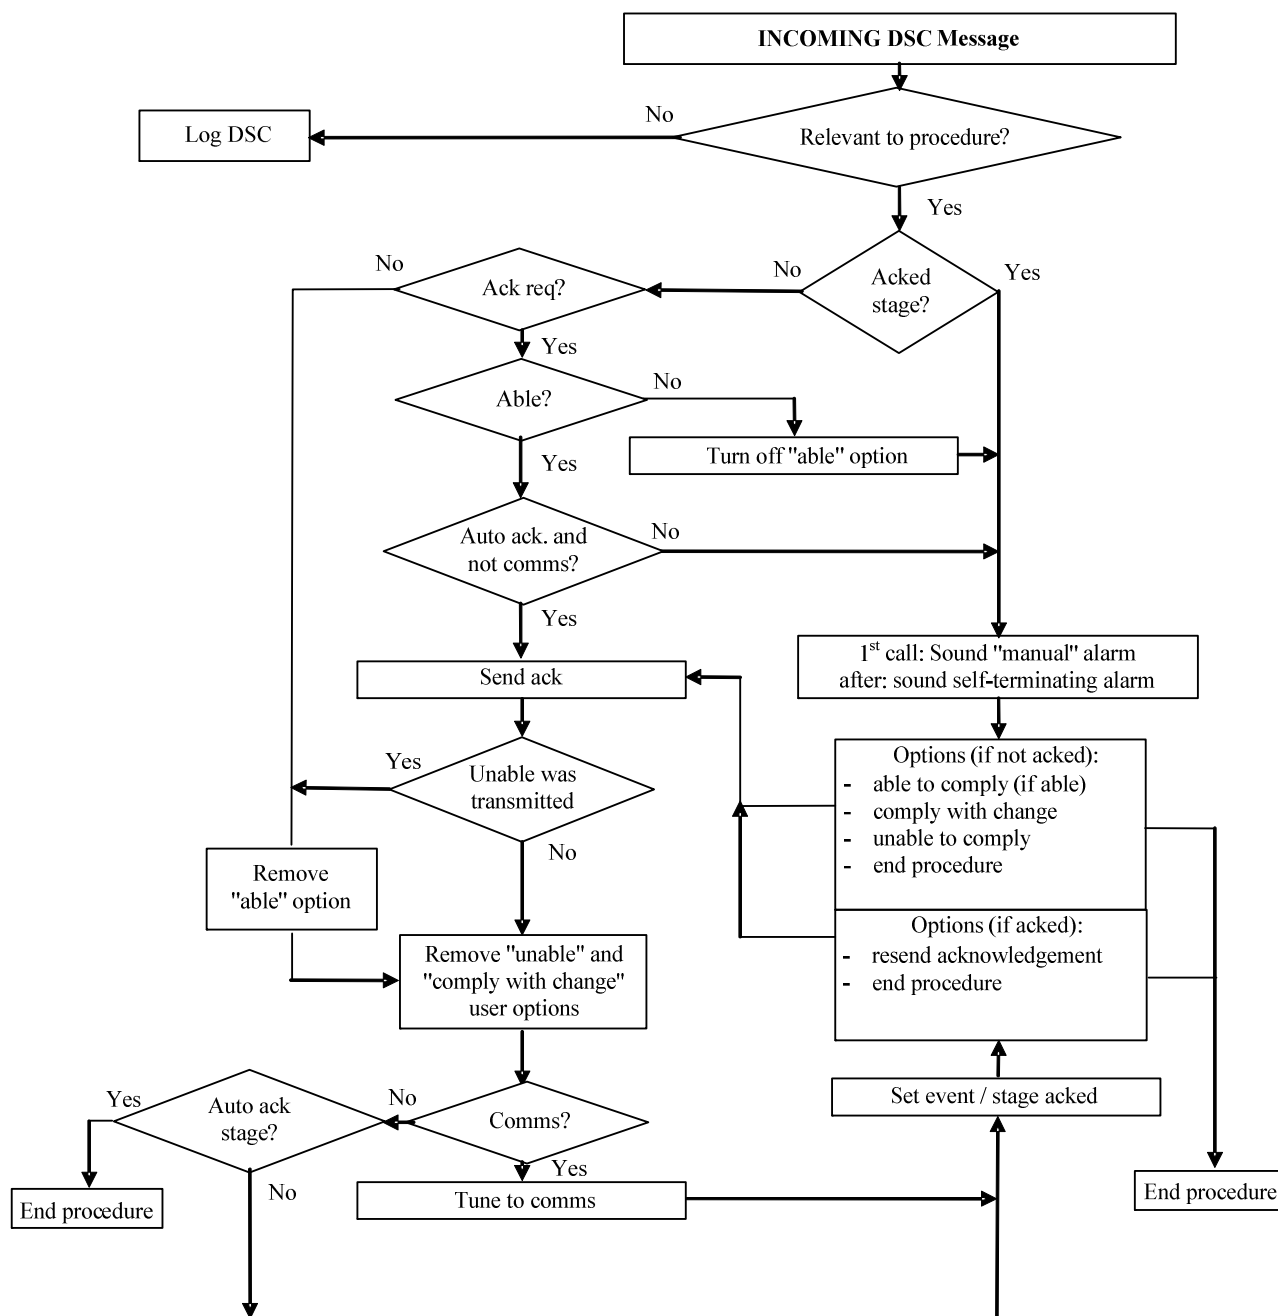 INCOMING DSC Message
No
Log DSC
Relevant to procedure?
Yes
No
Ack req?
No
Acked
stage?
Yes
Yes
Able?
No
Turn off "able" option
Yes
Auto ack. and
not comms?
No
Yes
Send ack
1st call: Sound "manual" alarm
after: sound self-terminating alarm
Yes
Unable was
transmitted
No
Options (if not acked):
- able to comply (if able)
- comply with change
- unable to comply
- end procedure
Remove
"able" option
Options (if acked):
- resend acknowledgement
- end procedure
Remove "unable" and
"comply with change"
user options
Yes
Auto ack
stage?
No
Comms?
Set event / stage acked
Yes
No
End procedure
Tune to comms
End procedure